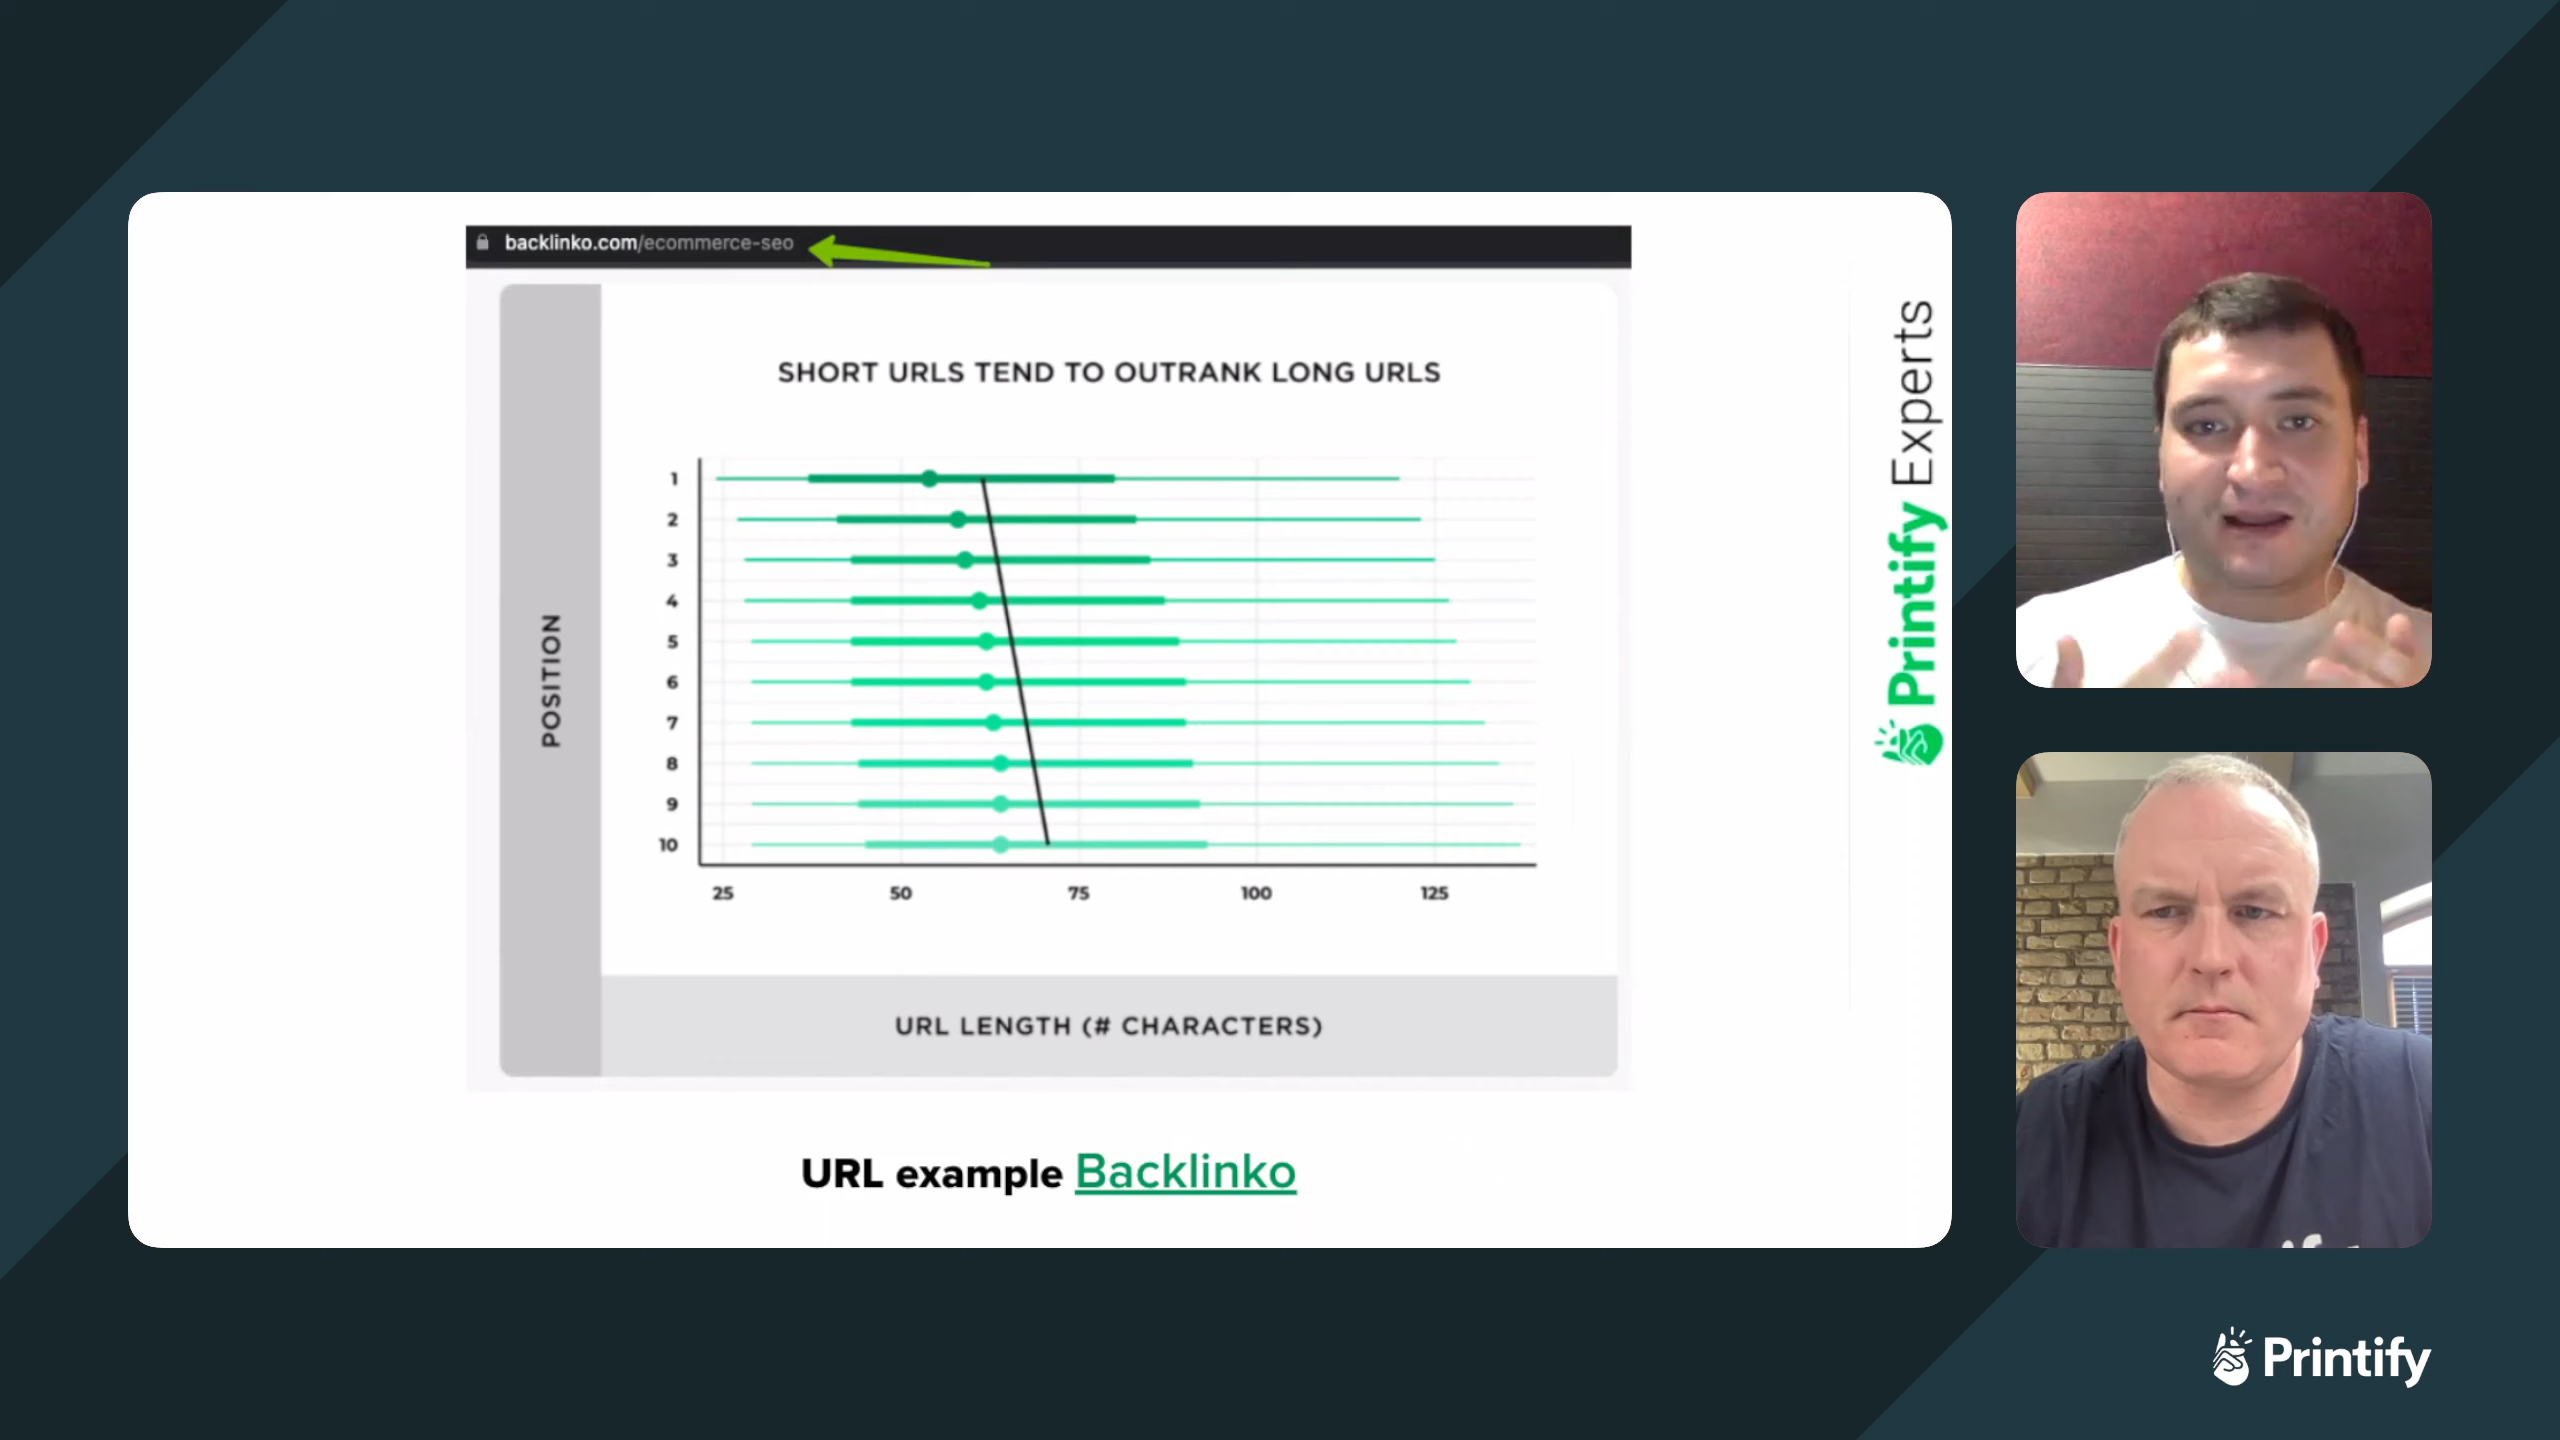 backlinko.com/ecommerce-seo
SHORT URLS TEND TO OUTRANK LONG URLS
POSITION
1
2
3
4
5
6
7
8
9
10
25 50 75 100 125
URL LENGTH (# CHARACTERS)
URL example Backlinko
Printify Experts
Printify